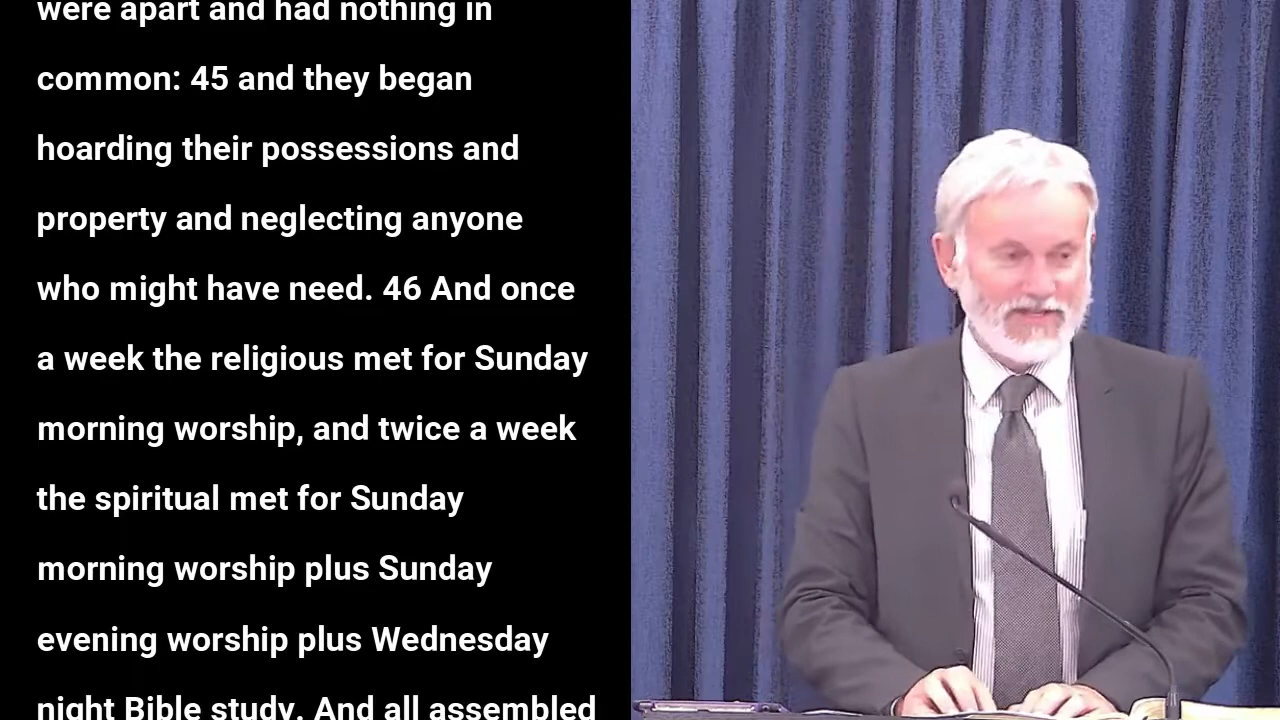 were apart and had nothing in
common: 45 and they began
hoarding their possessions and
property and neglecting anyone
who might have need. 46 And once
a week the religious met for Sunday
morning worship, and twice a week
the spiritual met for Sunday
morning worship plus Sunday
evening worship plus Wednesday
night Bible study. And all assembled